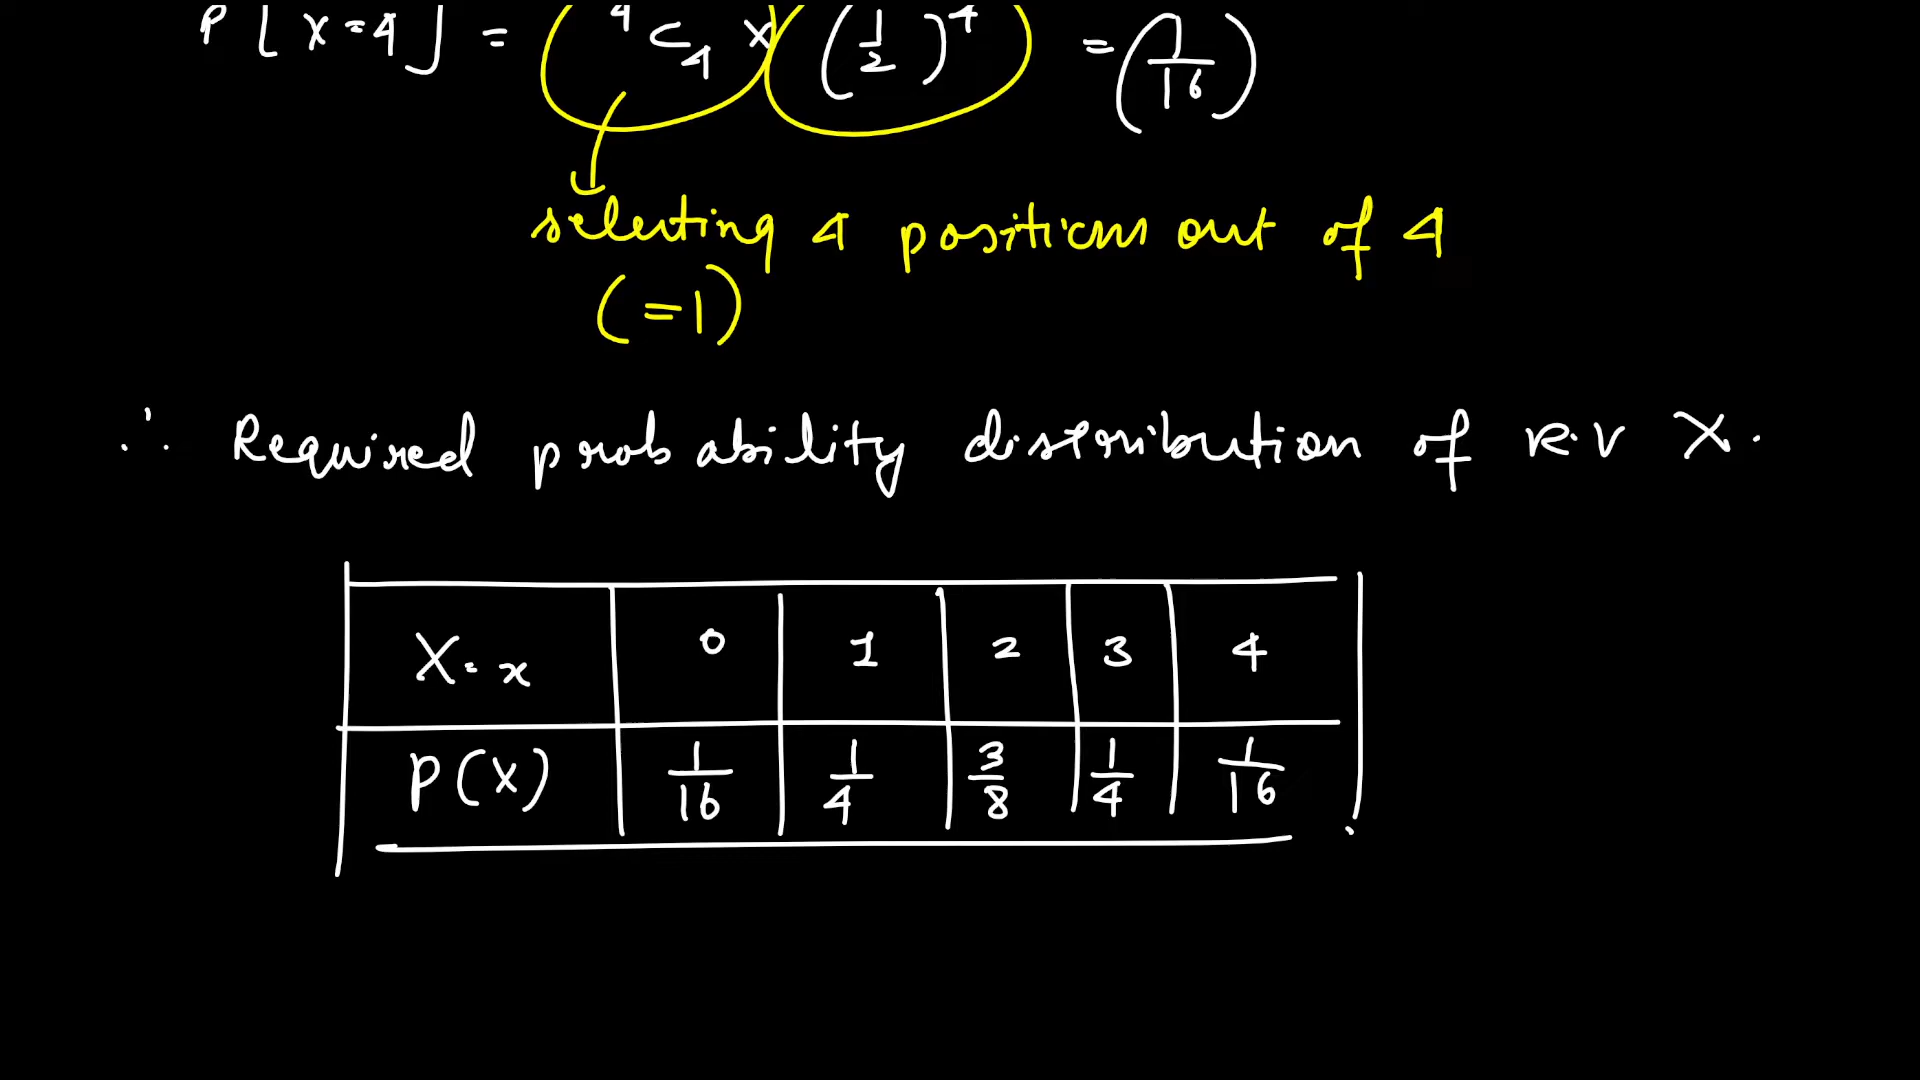 P[X=4] = (⁴C₄ × (1/2)⁴ = (1/16)
selecting 4 positions out of 4
(=1)
∴ Required probability distribution of R.V X.
X=x 0 1 2 3 4
P(X) 1/16 1/4 3/8 1/4 1/16